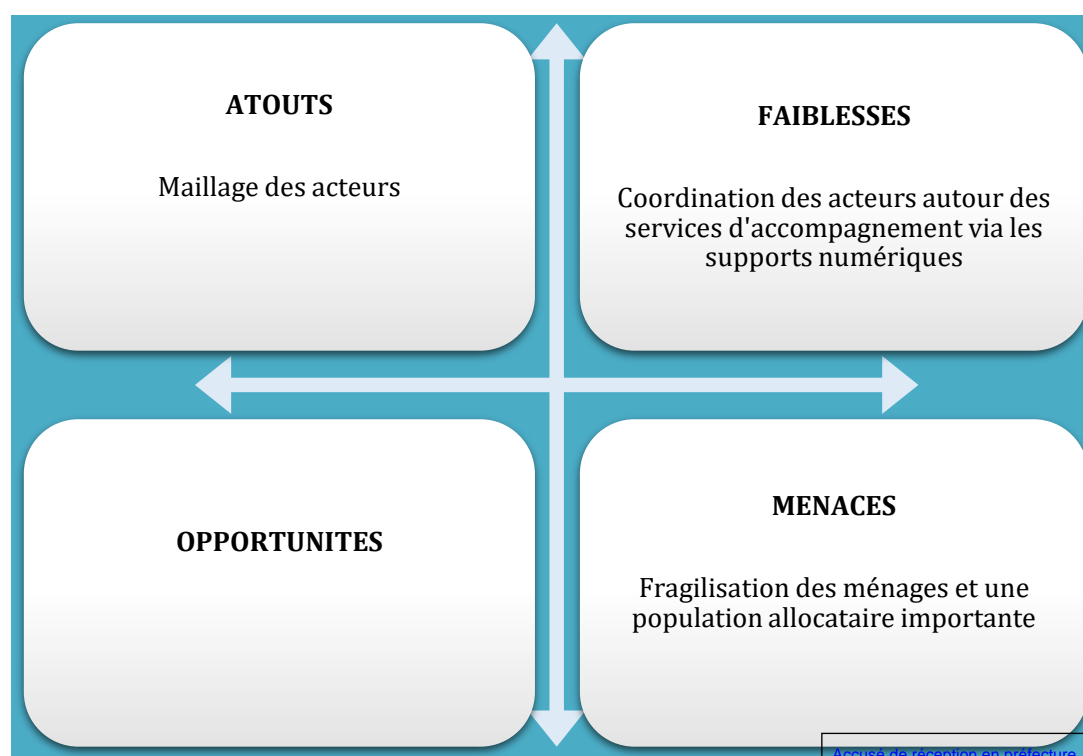 ATOUTS
Maillage des acteurs
FAIBLESSES
Coordination des acteurs autour des
services d'accompagnement via les
supports numériques
OPPORTUNITES
MENACES
Fragilisation des ménages et une
population allocataire importante
Accusé de réception en préfecture